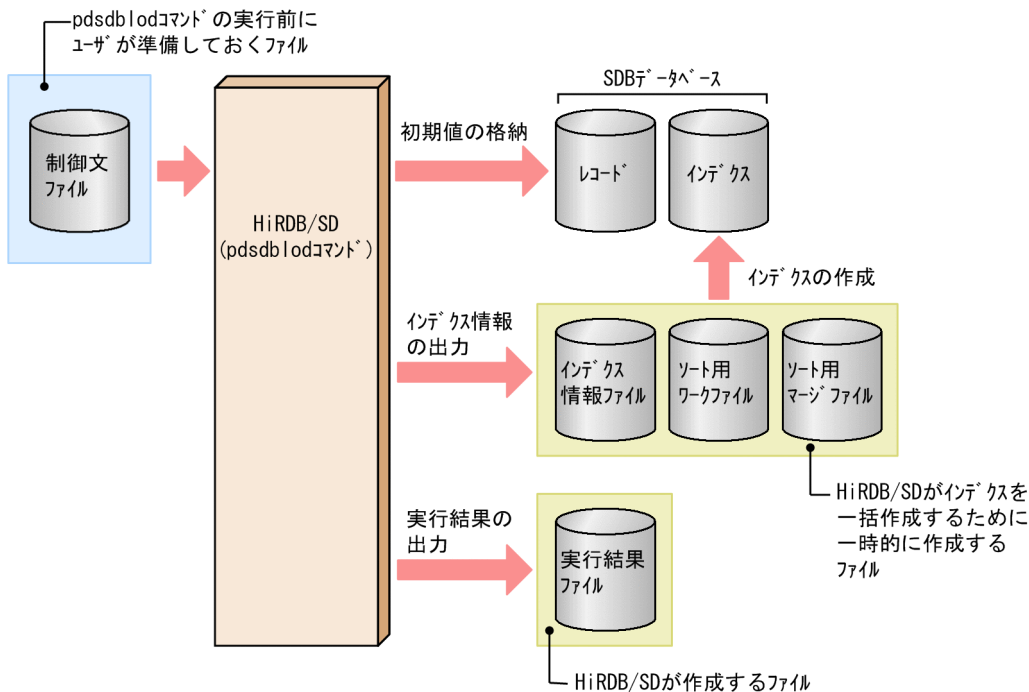 pdsdblodｺﾏﾝﾄﾞの実行前に
ﾕｰｻﾞが準備しておくﾌｧｲﾙ
制御文
ﾌｧｲﾙ
HiRDB/SD
(pdsdblodｺﾏﾝﾄﾞ)
初期値の格納
SDBﾃﾞｰﾀﾍﾞｰｽ
ﾚｺｰﾄﾞ
ｲﾝﾃﾞｸｽ
ｲﾝﾃﾞｸｽの作成
ｲﾝﾃﾞｸｽ情報
の出力
ｲﾝﾃﾞｸｽ
情報ﾌｧｲﾙ
ｿｰﾄ用
ﾜｰｸﾌｧｲﾙ
ｿｰﾄ用
ﾏｰｼﾞﾌｧｲﾙ
HiRDB/SDがｲﾝﾃﾞｸｽを
一括作成するために
一時的に作成する
ﾌｧｲﾙ
実行結果の
出力
実行結果
ﾌｧｲﾙ
HiRDB/SDが作成するﾌｧｲﾙ